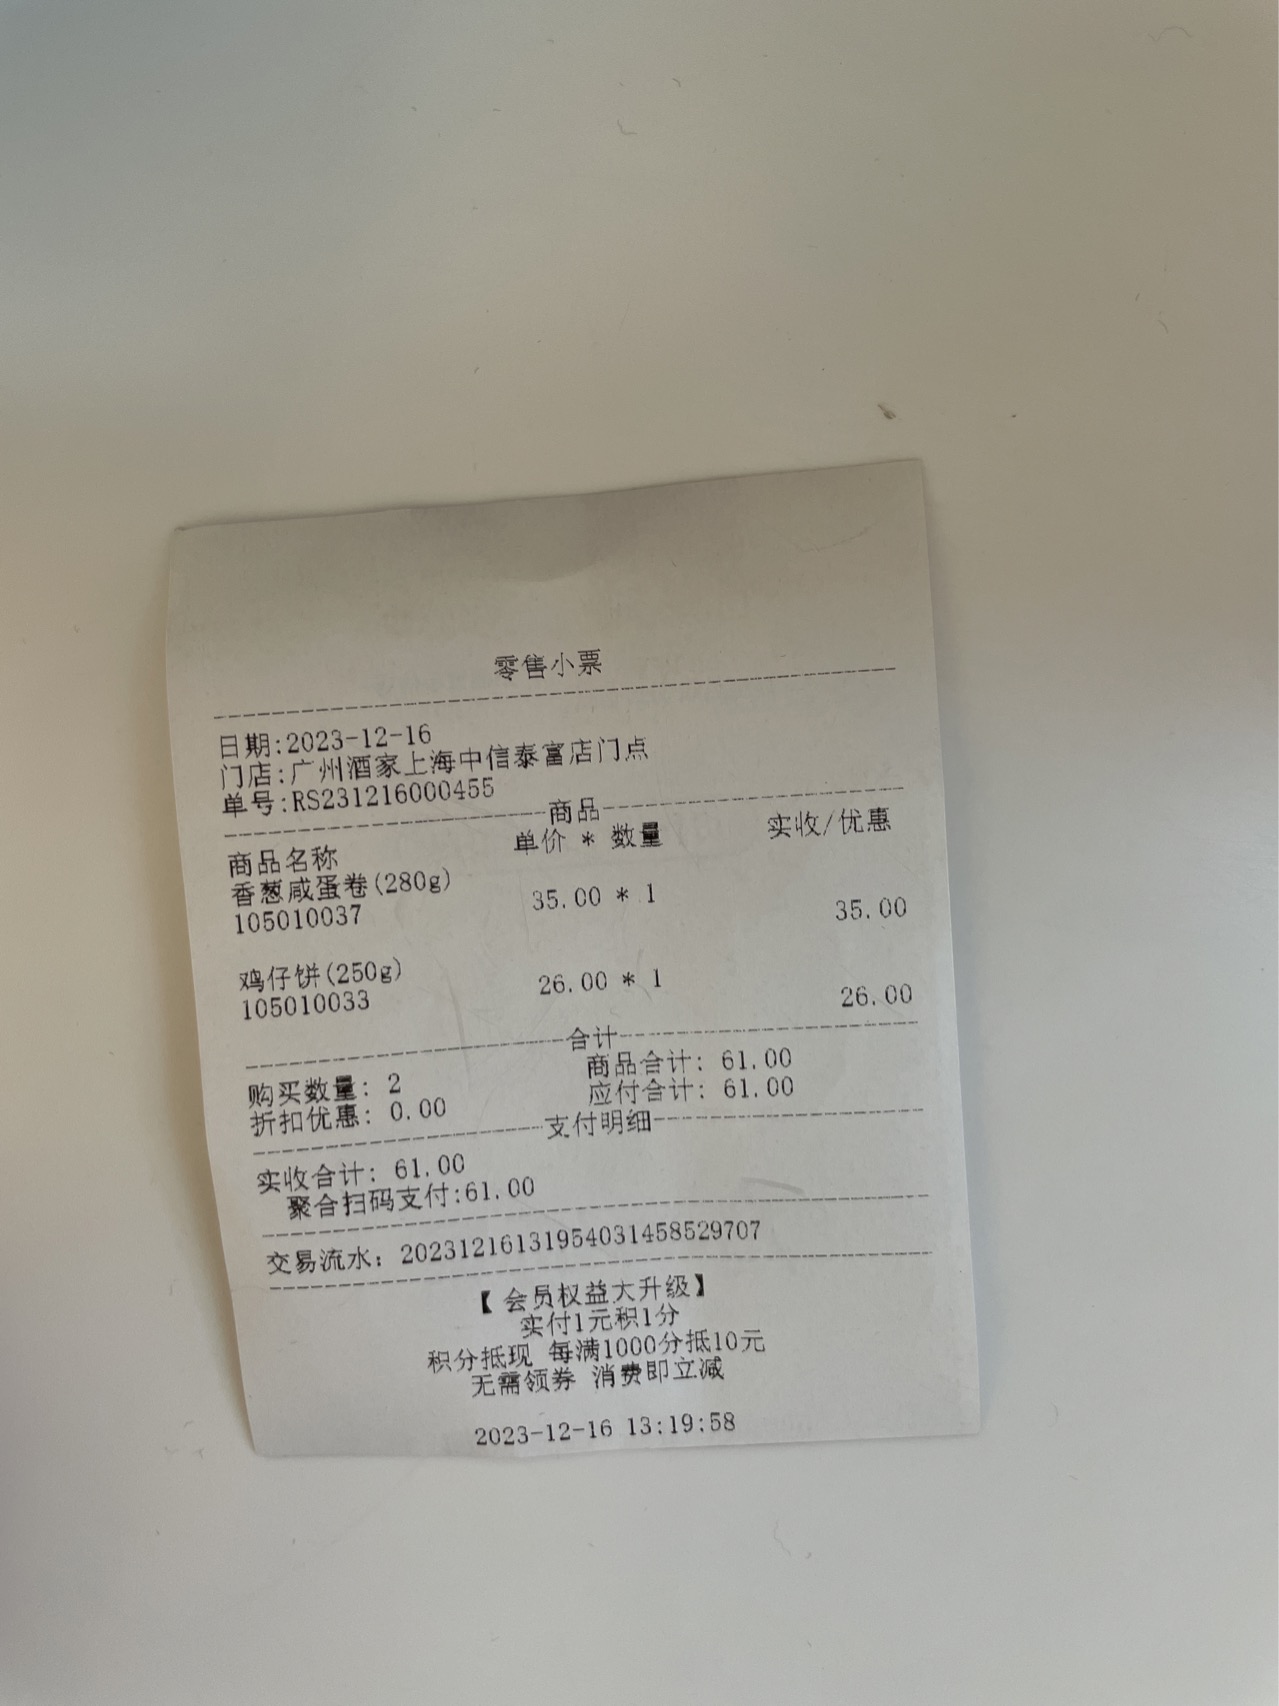 零售小票
日期:2023-12-16
门店:广州酒家上海中信泰富店门点
单号:RS231216000455
商品
商品名称 单价 * 数量 实收/优惠
香葱咸蛋卷(280g)
105010037 35.00 * 1 35.00
鸡仔饼(250g)
105010033 26.00 * 1 26.00
合计
购买数量: 2 商品合计: 61.00
折扣优惠: 0.00 应付合计: 61.00
支付明细
实收合计: 61.00
聚合扫码支付:61.00
交易流水: 2023121613195403145852​9707
【会员权益大升级】
实付1元积1分
积分抵现 每满1000分抵10元
无需领券 消费即立减
2023-12-16 13:19:58